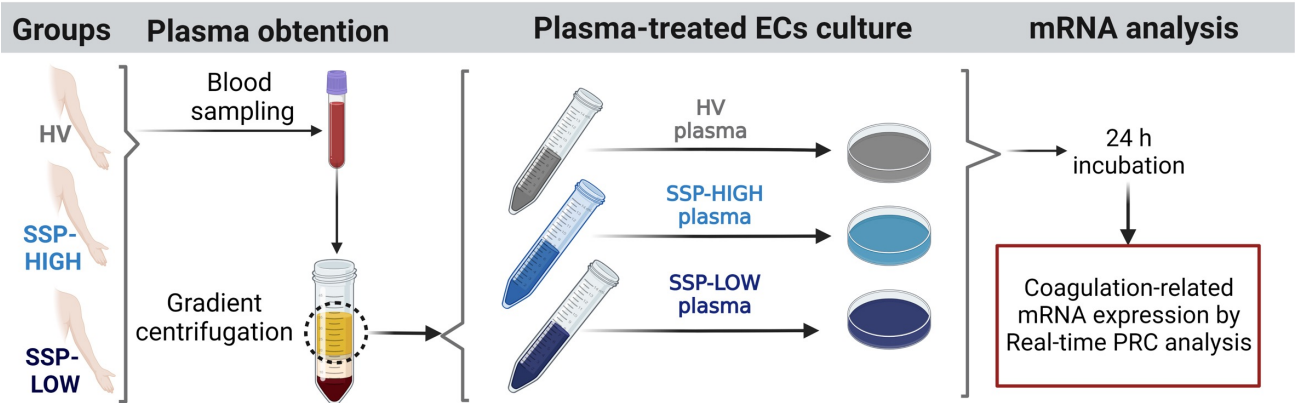 Groups
Plasma obtention
Plasma-treated ECs culture
mRNA analysis
HV
SSP-
HIGH
SSP-
LOW
Blood
sampling
Gradient
centrifugation
HV
plasma
SSP-HIGH
plasma
SSP-LOW
plasma
24 h
incubation
Coagulation-related
mRNA expression by
Real-time PRC analysis